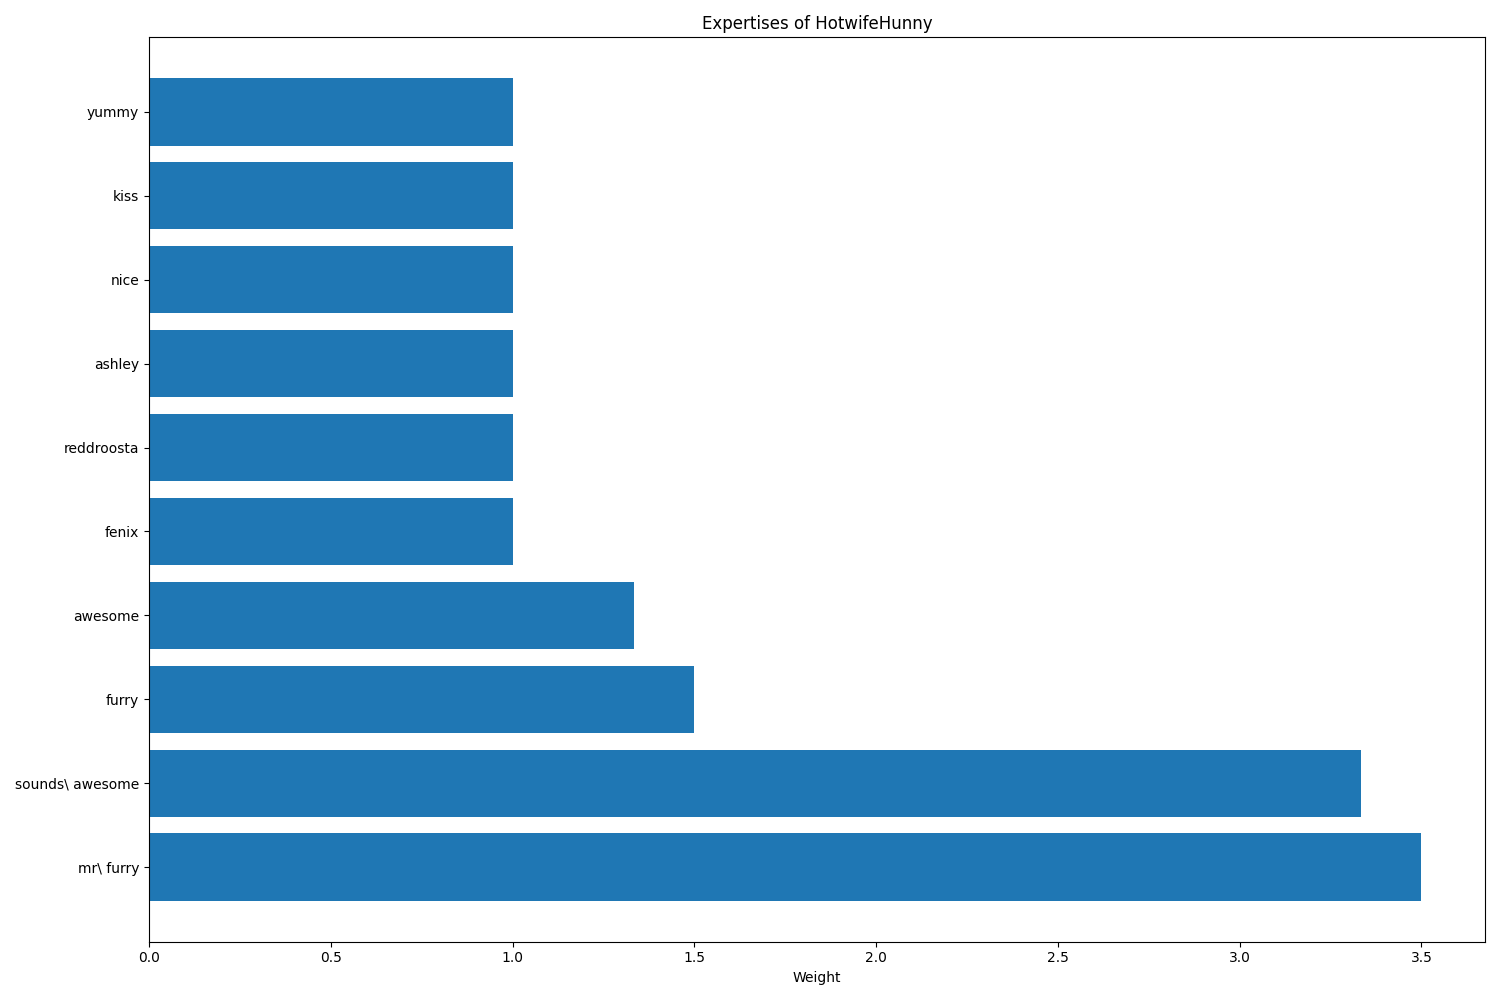 Expertises of HotwifeHunny
yummy
kiss
nice
ashley
reddroosta
fenix
awesome
furry
sounds\ awesome
mr\ furry
0.0 0.5 1.0 1.5 2.0 2.5 3.0 3.5
Weight